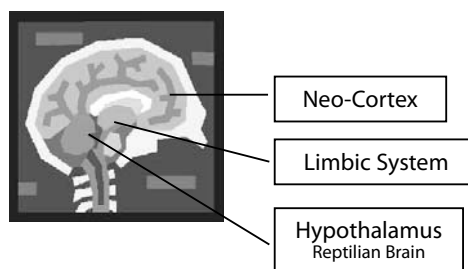 Neo-Cortex
Limbic System
Hypothalamus
Reptilian Brain